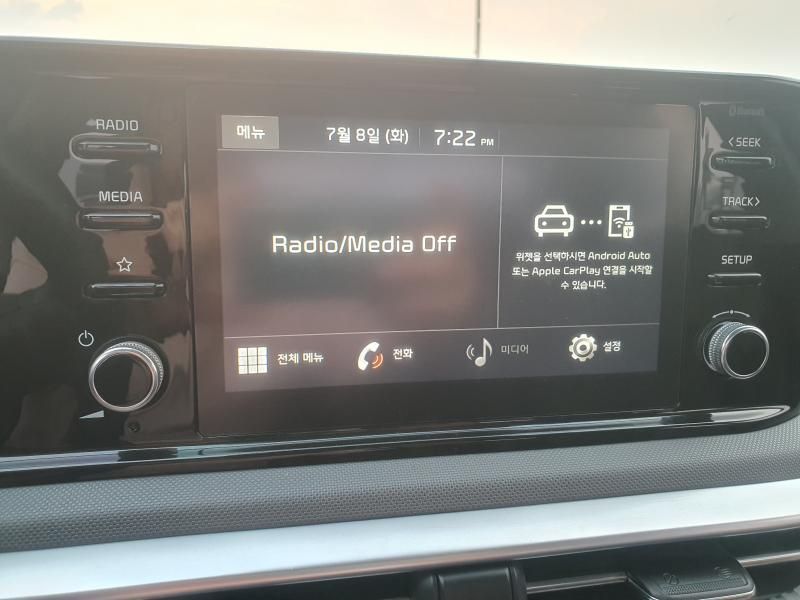 RADIO
MEDIA
메뉴
7월 8일 (화)
7:22 PM
Radio/Media Off
위젯을 선택하시면 Android Auto
또는 Apple CarPlay 연결을 시작할
수 있습니다.
전체 메뉴
전화
미디어
설정
Bluetooth
< SEEK
TRACK >
SETUP